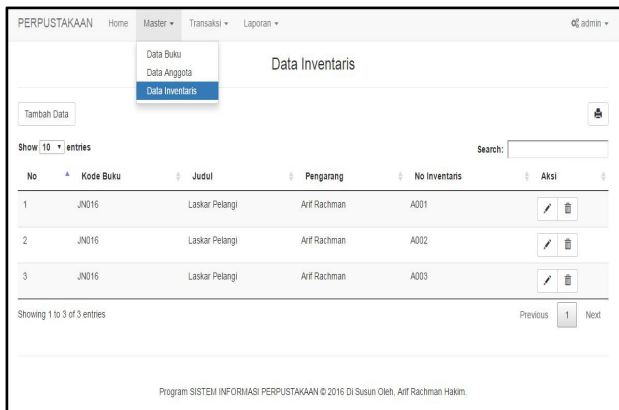 PERPUSTAKAAN Home Master Transaksi Laporan admin
Data Buku
Data Anggota
Data Inventaris
Data Inventaris
Tambah Data
Show 10 entries Search:
No Kode Buku Judul Pengarang No Inventaris Aksi
1 JN016 Laskar Pelangi Arif Rachman A001
2 JN016 Laskar Pelangi Arif Rachman A002
3 JN016 Laskar Pelangi Arif Rachman A003
Showing 1 to 3 of 3 entries Previous 1 Next
Program SISTEM INFORMASI PERPUSTAKAAN © 2016 Di Susun Oleh, Arif Rachman Hakim.